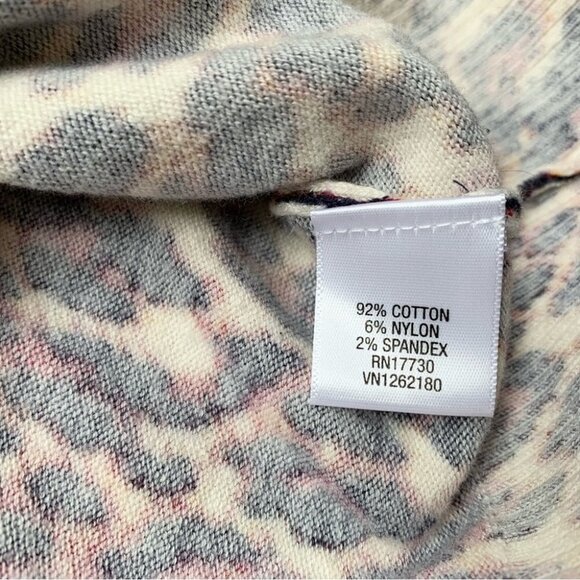 92% COTTON
6% NYLON
2% SPANDEX
RN17730
VN1262180